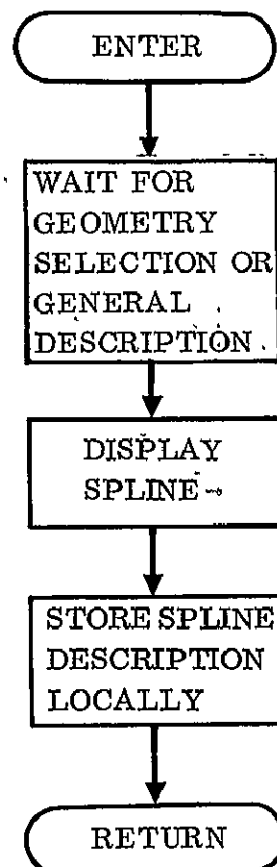 ENTER
WAIT FOR
GEOMETRY
SELECTION OR
GENERAL
DESCRIPTION
DISPLAY
SPLINE
STORE SPLINE
DESCRIPTION
LOCALLY
RETURN